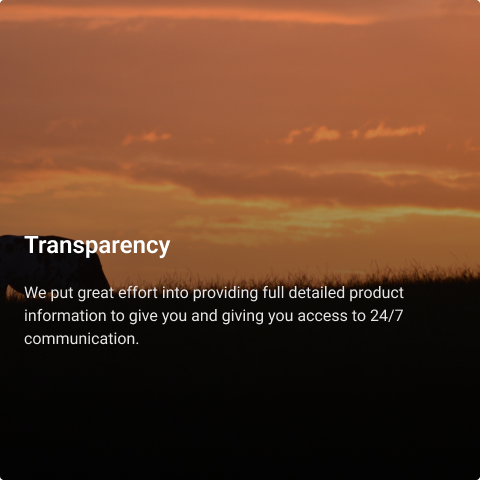 Transparency
We put great effort into providing full detailed product
information to give you and giving you access to 24/7
communication.